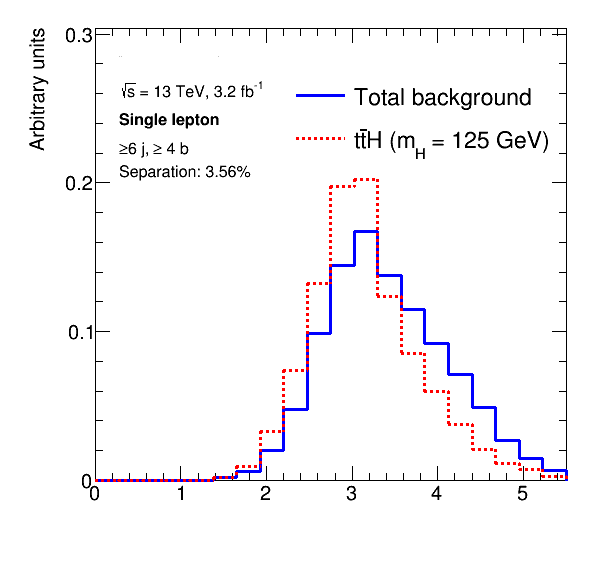 Arbitrary units
0.3
0.2
0.1
0
√s = 13 TeV, 3.2 fb⁻¹
Single lepton
≥6 j, ≥ 4 b
Separation: 3.56%
Total background
tt̄H (m_H = 125 GeV)
0 1 2 3 4 5